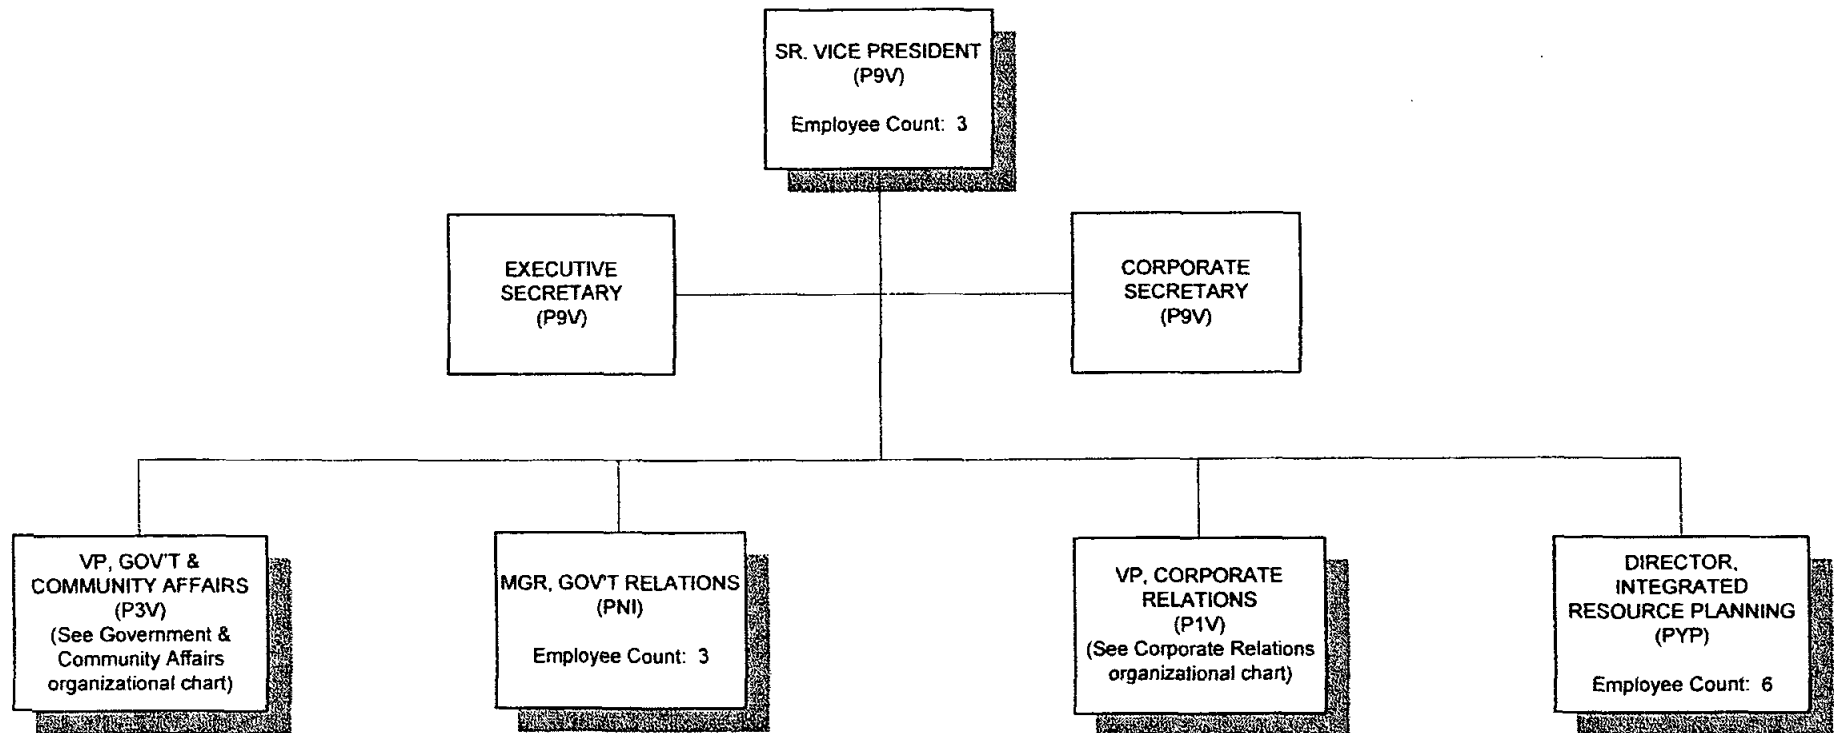 SR. VICE PRESIDENT
(P9V)
Employee Count: 3
EXECUTIVE
SECRETARY
(P9V)
CORPORATE
SECRETARY
(P9V)
VP, GOV'T &
COMMUNITY AFFAIRS
(P3V)
(See Government &
Community Affairs
organizational chart)
MGR, GOV'T RELATIONS
(PNI)
Employee Count: 3
VP, CORPORATE
RELATIONS
(P1V)
(See Corporate Relations
organizational chart)
DIRECTOR,
INTEGRATED
RESOURCE PLANNING
(PYP)
Employee Count: 6